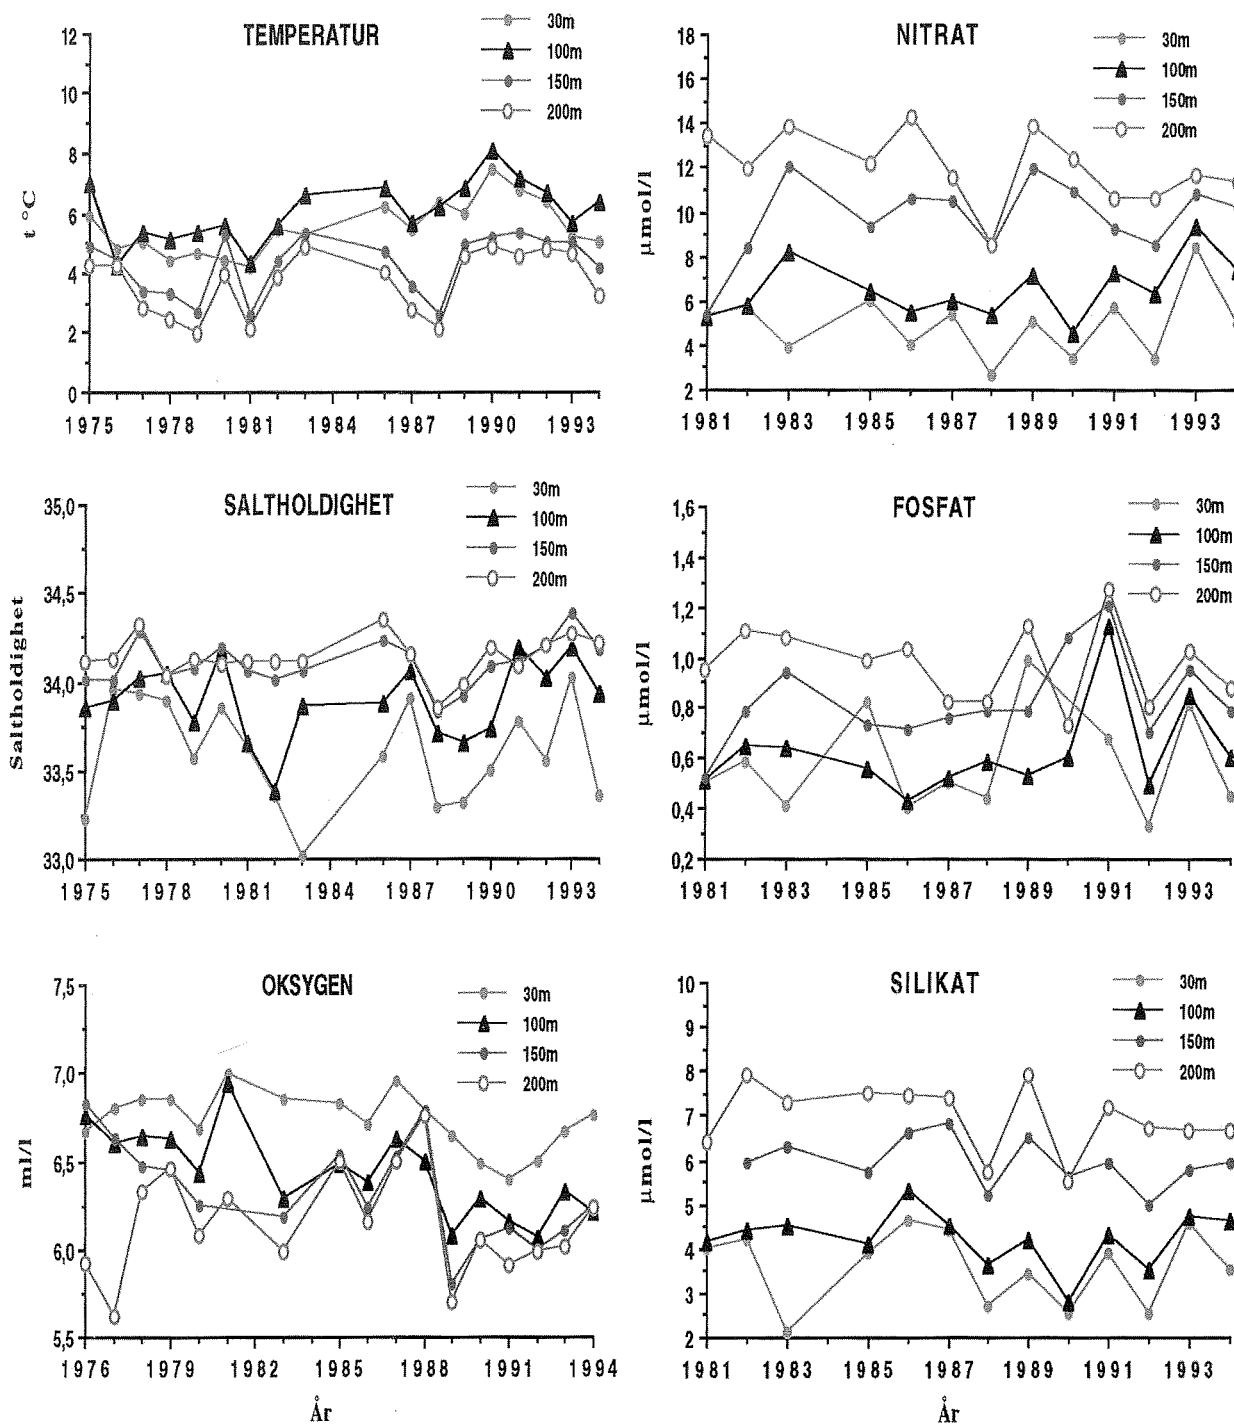 TEMPERATUR
30m
100m
150m
200m
t °C
12
10
8
6
4
2
0
1975 1978 1981 1984 1987 1990 1993
NITRAT
30m
100m
150m
200m
µmol/l
18
16
14
12
10
8
6
4
2
1981 1983 1985 1987 1989 1991 1993
SALTHOLDIGHET
30m
100m
150m
200m
Saltholdighet
35,0
34,5
34,0
33,5
33,0
1975 1978 1981 1984 1987 1990 1993
FOSFAT
30m
100m
150m
200m
µmol/l
1,6
1,4
1,2
1,0
0,8
0,6
0,4
0,2
1981 1983 1985 1987 1989 1991 1993
OKSYGEN
30m
100m
150m
200m
ml/l
7,5
7,0
6,5
6,0
5,5
1976 1979 1982 1985 1988 1991 1994
År
SILIKAT
30m
100m
150m
200m
µmol/l
10
9
8
7
6
5
4
3
2
1981 1983 1985 1987 1989 1991 1993
År